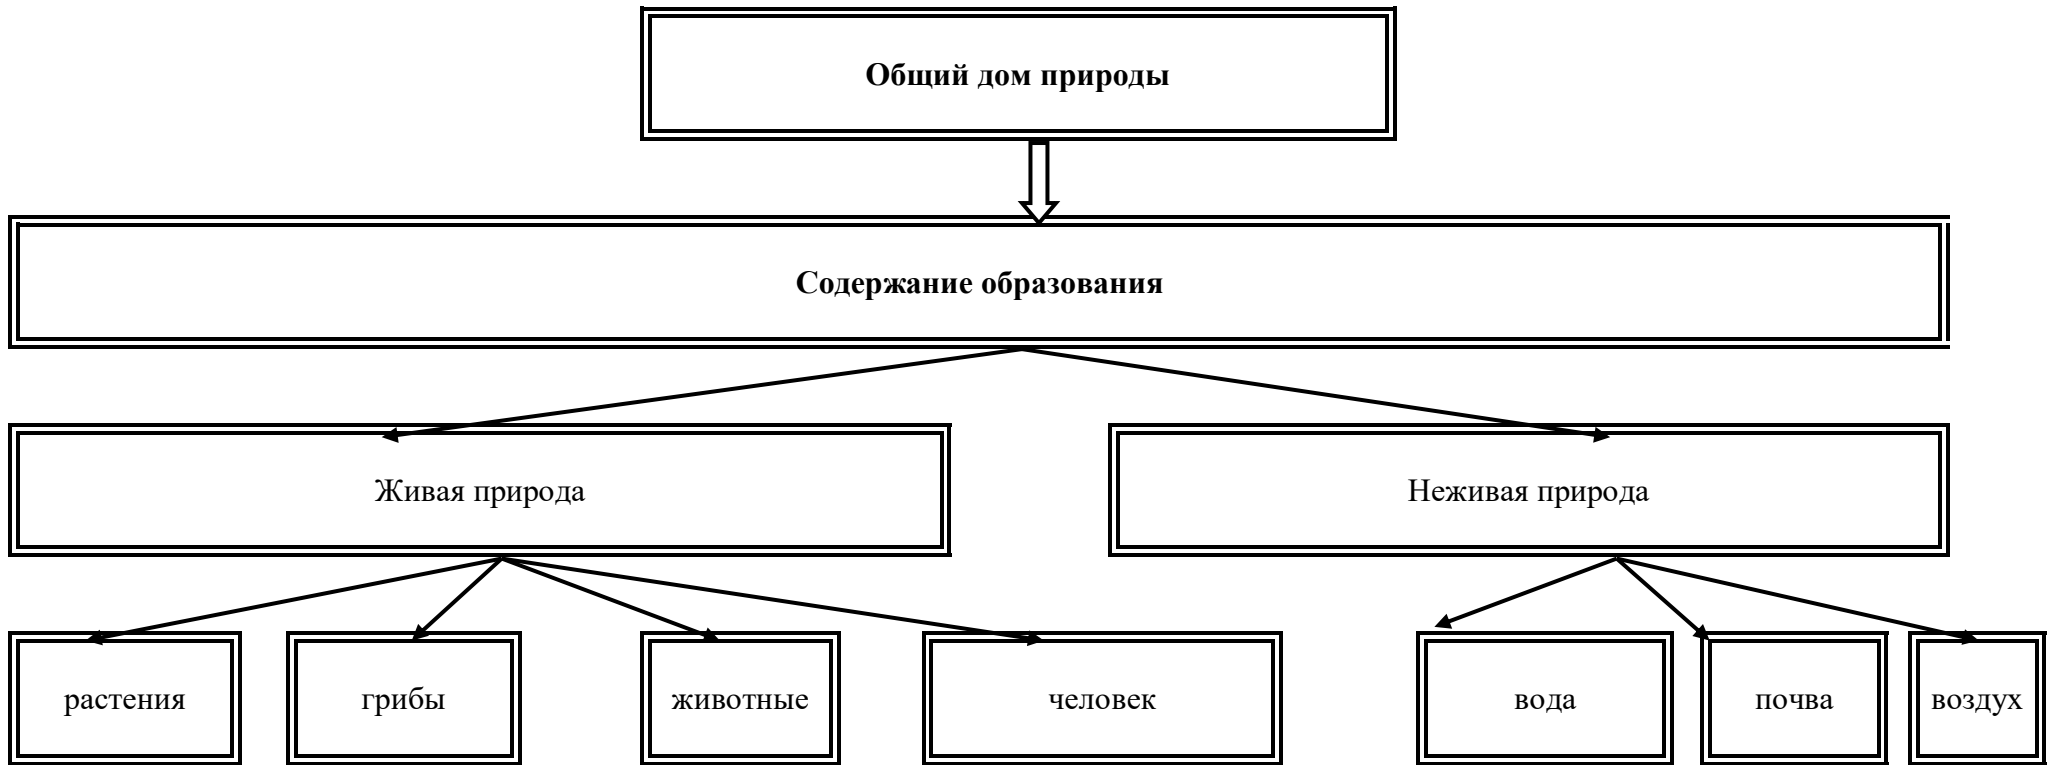 Общий дом природы
Содержание образования
Живая природа
Неживая природа
растения
грибы
животные
человек
вода
почва
воздух